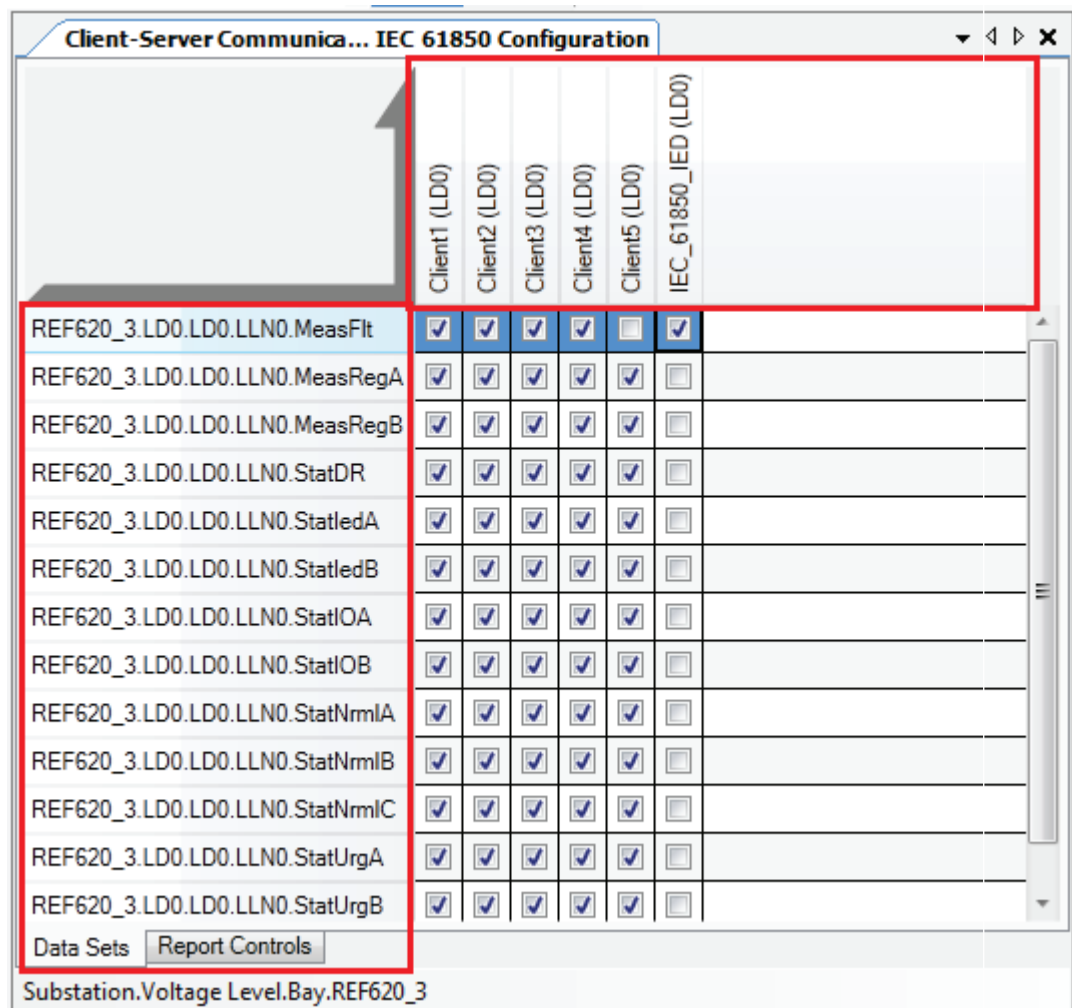 Client-Server Communica... IEC 61850 Configuration
Client1 (LD0)
Client2 (LD0)
Client3 (LD0)
Client4 (LD0)
Client5 (LD0)
IEC_61850_IED (LD0)
REF620_3.LD0.LD0.LLN0.MeasFlt
REF620_3.LD0.LD0.LLN0.MeasRegA
REF620_3.LD0.LD0.LLN0.MeasRegB
REF620_3.LD0.LD0.LLN0.StatDR
REF620_3.LD0.LD0.LLN0.StatledA
REF620_3.LD0.LD0.LLN0.StatledB
REF620_3.LD0.LD0.LLN0.StatIOA
REF620_3.LD0.LD0.LLN0.StatIOB
REF620_3.LD0.LD0.LLN0.StatNrmlA
REF620_3.LD0.LD0.LLN0.StatNrmlB
REF620_3.LD0.LD0.LLN0.StatNrmlC
REF620_3.LD0.LD0.LLN0.StatUrgA
REF620_3.LD0.LD0.LLN0.StatUrgB
Data Sets Report Controls
Substation.Voltage Level.Bay.REF620_3